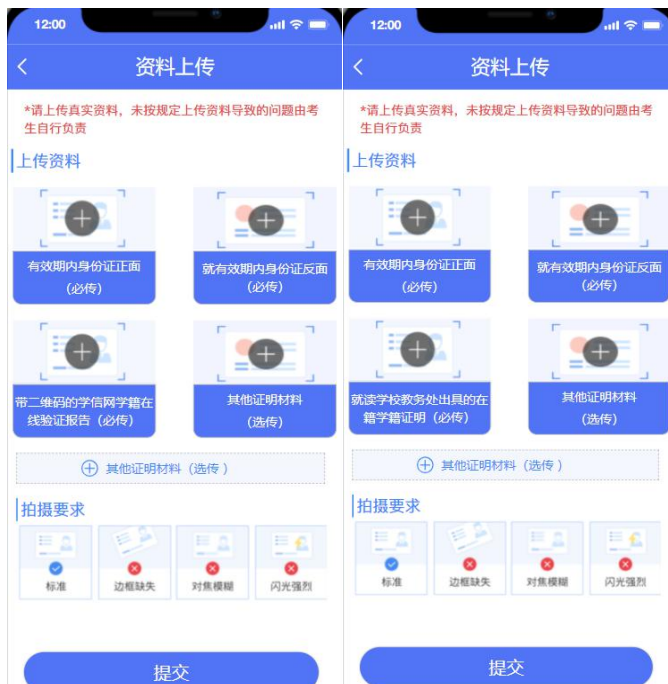 12:00
资料上传
*请上传真实资料，未按规定上传资料导致的问题由考
生自行负责
上传资料
有效期内身份证正面
（必传）
就有效期内身份证反面
（必传）
带二维码的学信网学籍在
线验证报告（必传）
其他证明材料
（选传）
其他证明材料（选传 ）
拍摄要求
标准
边框缺失
对焦模糊
闪光强烈
提交
12:00
资料上传
*请上传真实资料，未按规定上传资料导致的问题由考
生自行负责
上传资料
有效期内身份证正面
（必传）
就有效期内身份证反面
（必传）
就读学校教务处出具的在
籍学籍证明（必传）
其他证明材料
（选传）
其他证明材料（选传 ）
拍摄要求
标准
边框缺失
对焦模糊
闪光强烈
提交